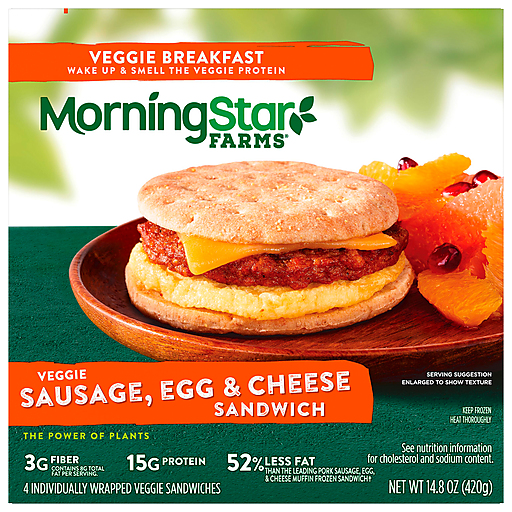 VEGGIE BREAKFAST
WAKE UP & SMELL THE VEGGIE PROTEIN
MorningStar
FARMS®
VEGGIE
SAUSAGE, EGG & CHEESE
SANDWICH
SERVING SUGGESTION
ENLARGED TO SHOW TEXTURE
KEEP FROZEN
HEAT THOROUGHLY
THE POWER OF PLANTS
3G FIBER
CONTAINS 8G TOTAL
FAT PER SERVING.
15G PROTEIN
52% LESS FAT
THAN THE LEADING PORK SAUSAGE, EGG,
& CHEESE MUFFIN FROZEN SANDWICH†
See nutrition information
for cholesterol and sodium content.
4 INDIVIDUALLY WRAPPED VEGGIE SANDWICHES
NET WT 14.8 OZ (420g)